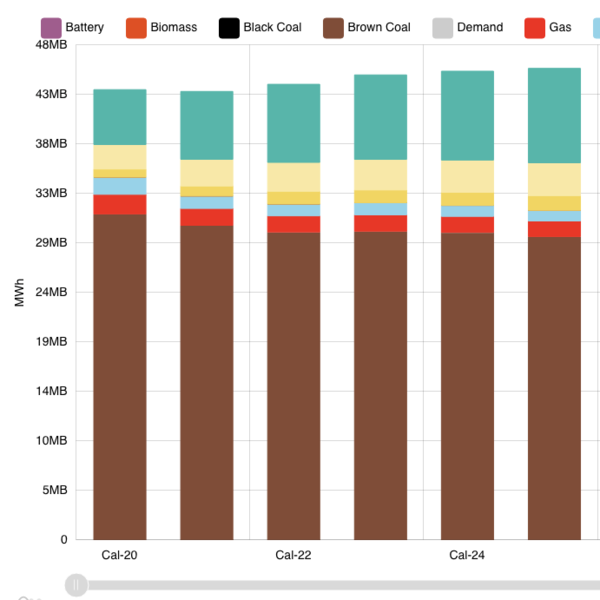 Battery Biomass Black Coal Brown Coal Demand Gas
48MB
43MB
38MB
33MB
29MB
24MB
19MB
14MB
10MB
5MB
0
MWh
Cal-20 Cal-22 Cal-24